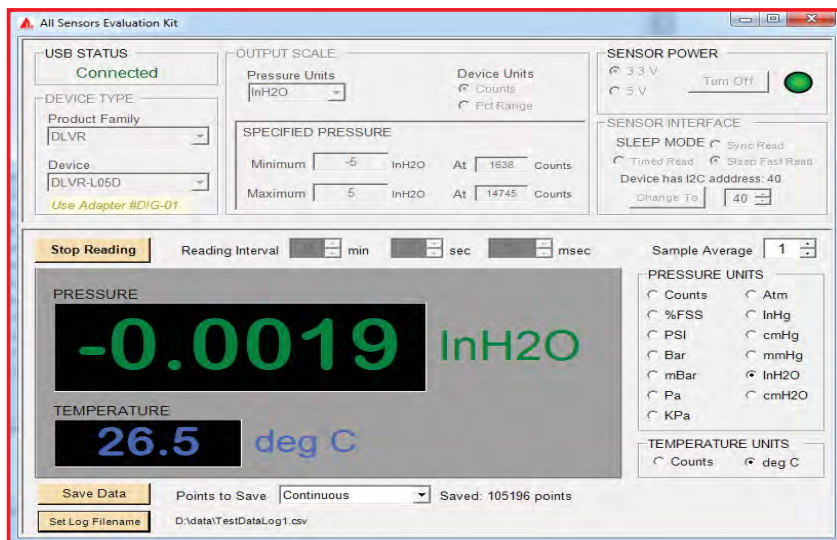 All Sensors Evaluation Kit
USB STATUS
Connected
DEVICE TYPE
Product Family
DLVR
Device
DLVR-L05D
Use Adapter #DIG-01
OUTPUT SCALE
Pressure Units
InH2O
Device Units
Counts
Pct Range
SPECIFIED PRESSURE
Minimum -5 InH2O At 1638 Counts
Maximum 5 InH2O At 14745 Counts
SENSOR POWER
3.3 V
5 V
Turn Off
SENSOR INTERFACE
SLEEP MODE Sync Read
Timed Read Sleep Fast Read
Device has I2C adddress: 40
Change To 40
Stop Reading Reading Interval min sec msec Sample Average 1
PRESSURE
-0.0019 InH2O
TEMPERATURE
26.5 deg C
PRESSURE UNITS
Counts Atm
%FSS InHg
PSI cmHg
Bar mmHg
mBar InH2O
Pa cmH2O
KPa
TEMPERATURE UNITS
Counts deg C
Save Data Points to Save Continuous Saved: 105196 points
Set Log Filename D:\data\TestDataLog1.csv